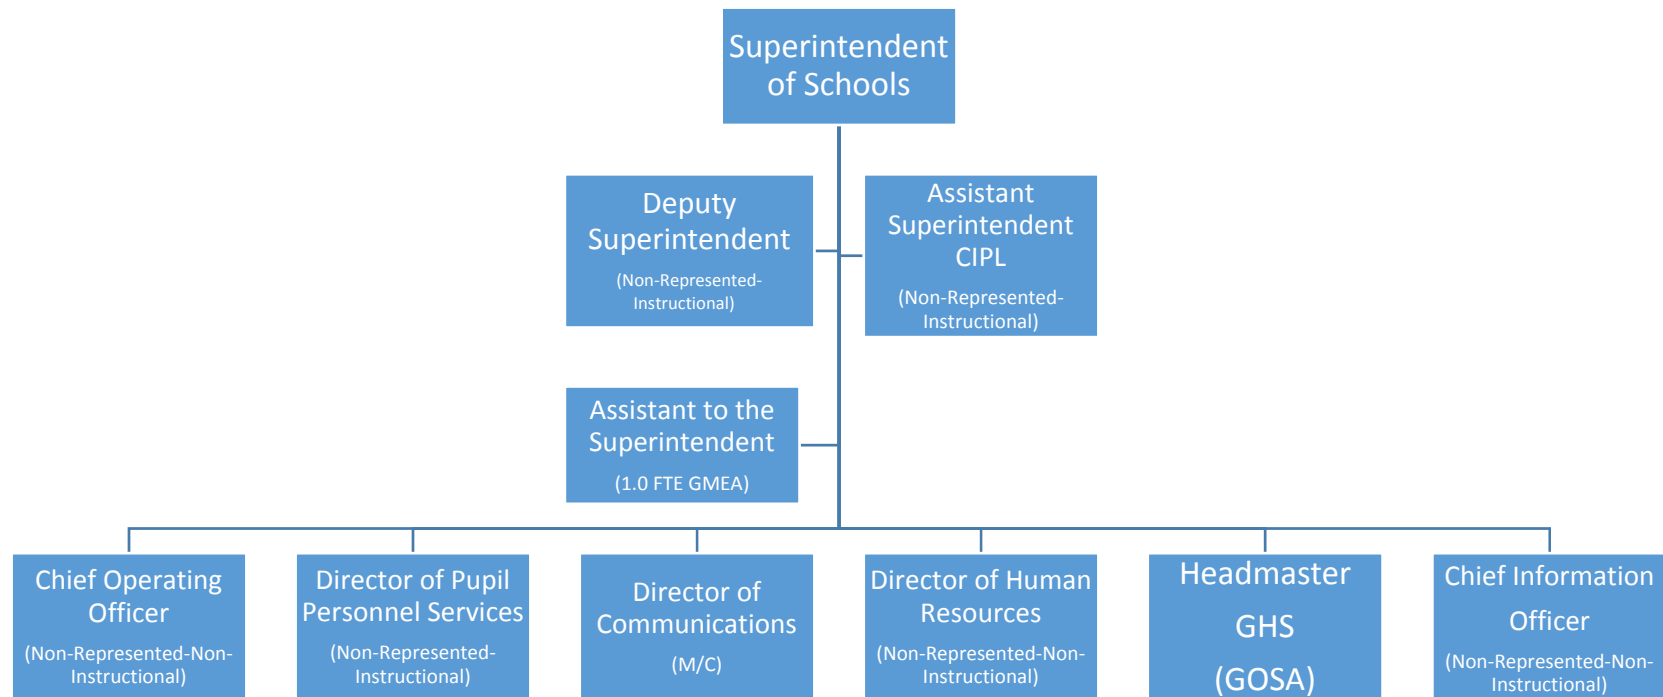 Superintendent
of Schools
Deputy
Superintendent
(Non-Represented-
Instructional)
Assistant
Superintendent
CIPL
(Non-Represented-
Instructional)
Assistant to the
Superintendent
(1.0 FTE GMEA)
Chief Operating
Officer
(Non-Represented-Non-
Instructional)
Director of Pupil
Personnel Services
(Non-Represented-
Instructional)
Director of
Communications
(M/C)
Director of Human
Resources
(Non-Represented-Non-
Instructional)
Headmaster
GHS
(GOSA)
Chief Information
Officer
(Non-Represented-Non-
Instructional)